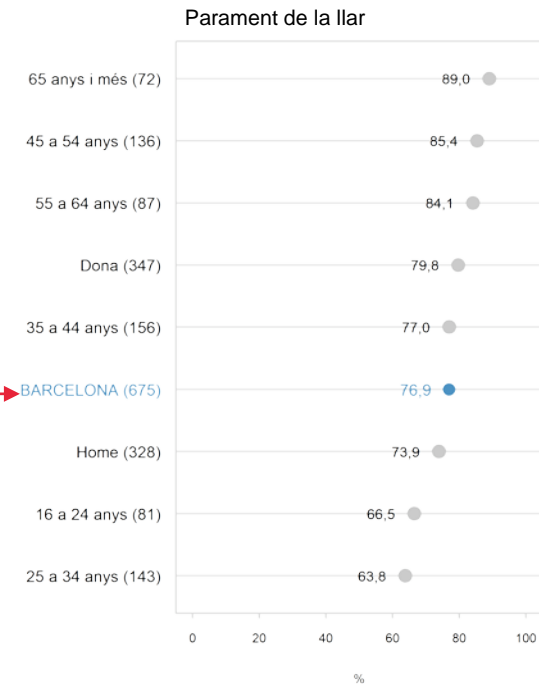 Parament de la llar
65 anys i més (72) 89,0
45 a 54 anys (136) 85,4
55 a 64 anys (87) 84,1
Dona (347) 79,8
35 a 44 anys (156) 77,0
BARCELONA (675) 76,9
Home (328) 73,9
16 a 24 anys (81) 66,5
25 a 34 anys (143) 63,8
0 20 40 60 80 100
%